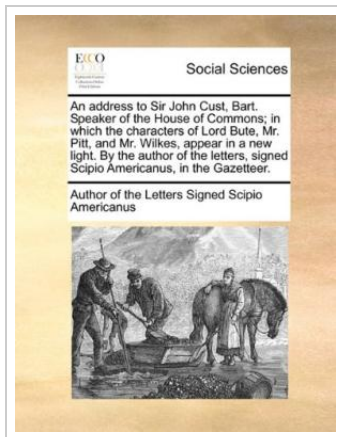 ECCO
Social Sciences
An address to Sir John Cust, Bart.
Speaker of the House of Commons; in
which the characters of Lord Bute, Mr.
Pitt, and Mr. Wilkes, appear in a new
light. By the author of the letters, signed
Scipio Americanus, in the Gazetteer.
Author of the Letters Signed Scipio
Americanus